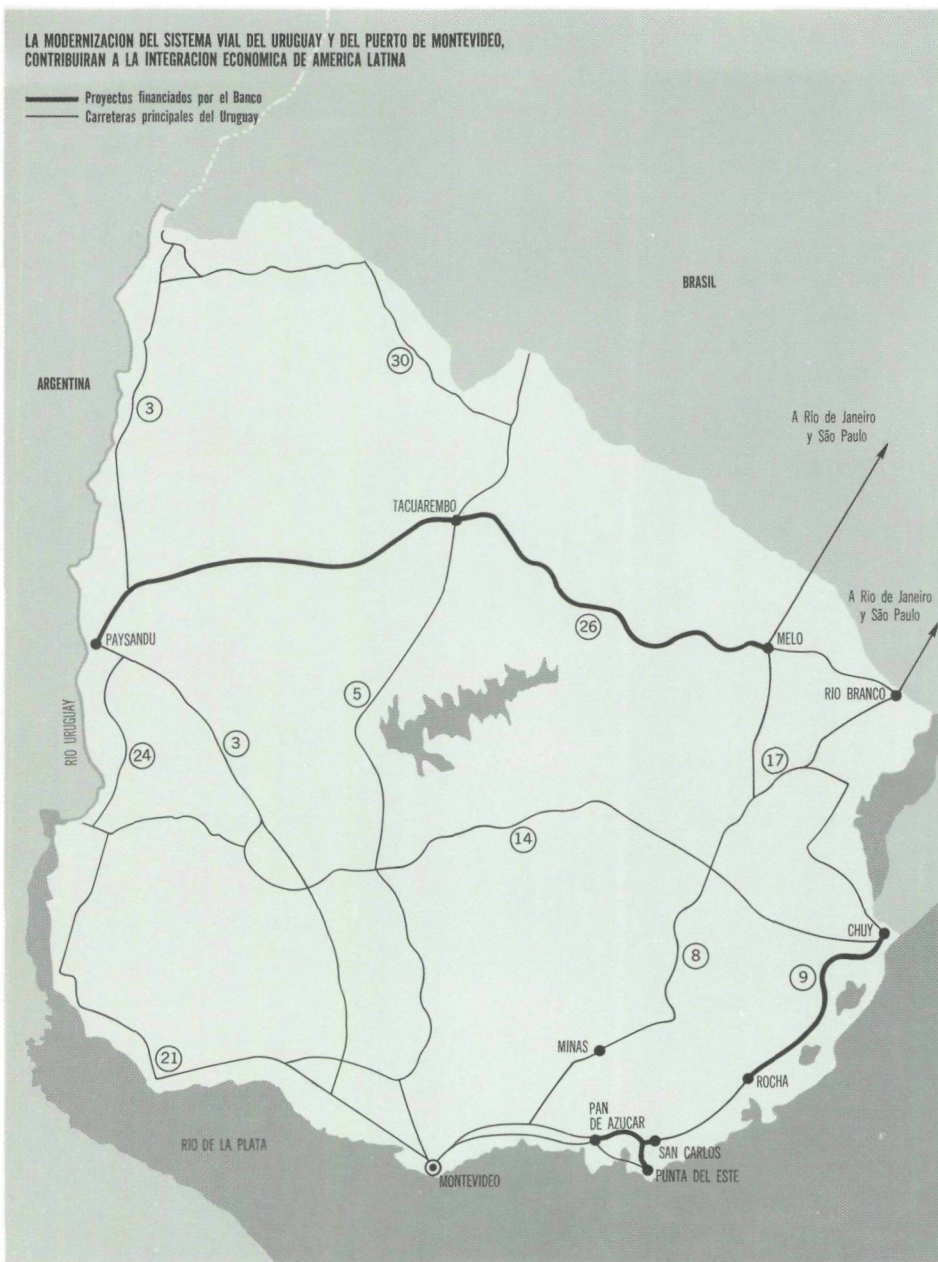 LA MODERNIZACION DEL SISTEMA VIAL DEL URUGUAY Y DEL PUERTO DE MONTEVIDEO,
CONTRIBUIRAN A LA INTEGRACION ECONOMICA DE AMERICA LATINA
Proyectos financiados por el Banco
Carreteras principales del Uruguay
BRASIL
30
ARGENTINA
3
A Rio de Janeiro
y São Paulo
TACUAREMBO
A Rio de Janeiro
y São Paulo
26
PAYSANDU
MELO
RIO BRANCO
5
RIO URUGUAY
3
24
17
14
CHUY
8
9
MINAS
21
ROCHA
PAN
DE AZUCAR
RIO DE LA PLATA
SAN CARLOS
PUNTA DEL ESTE
MONTEVIDEO